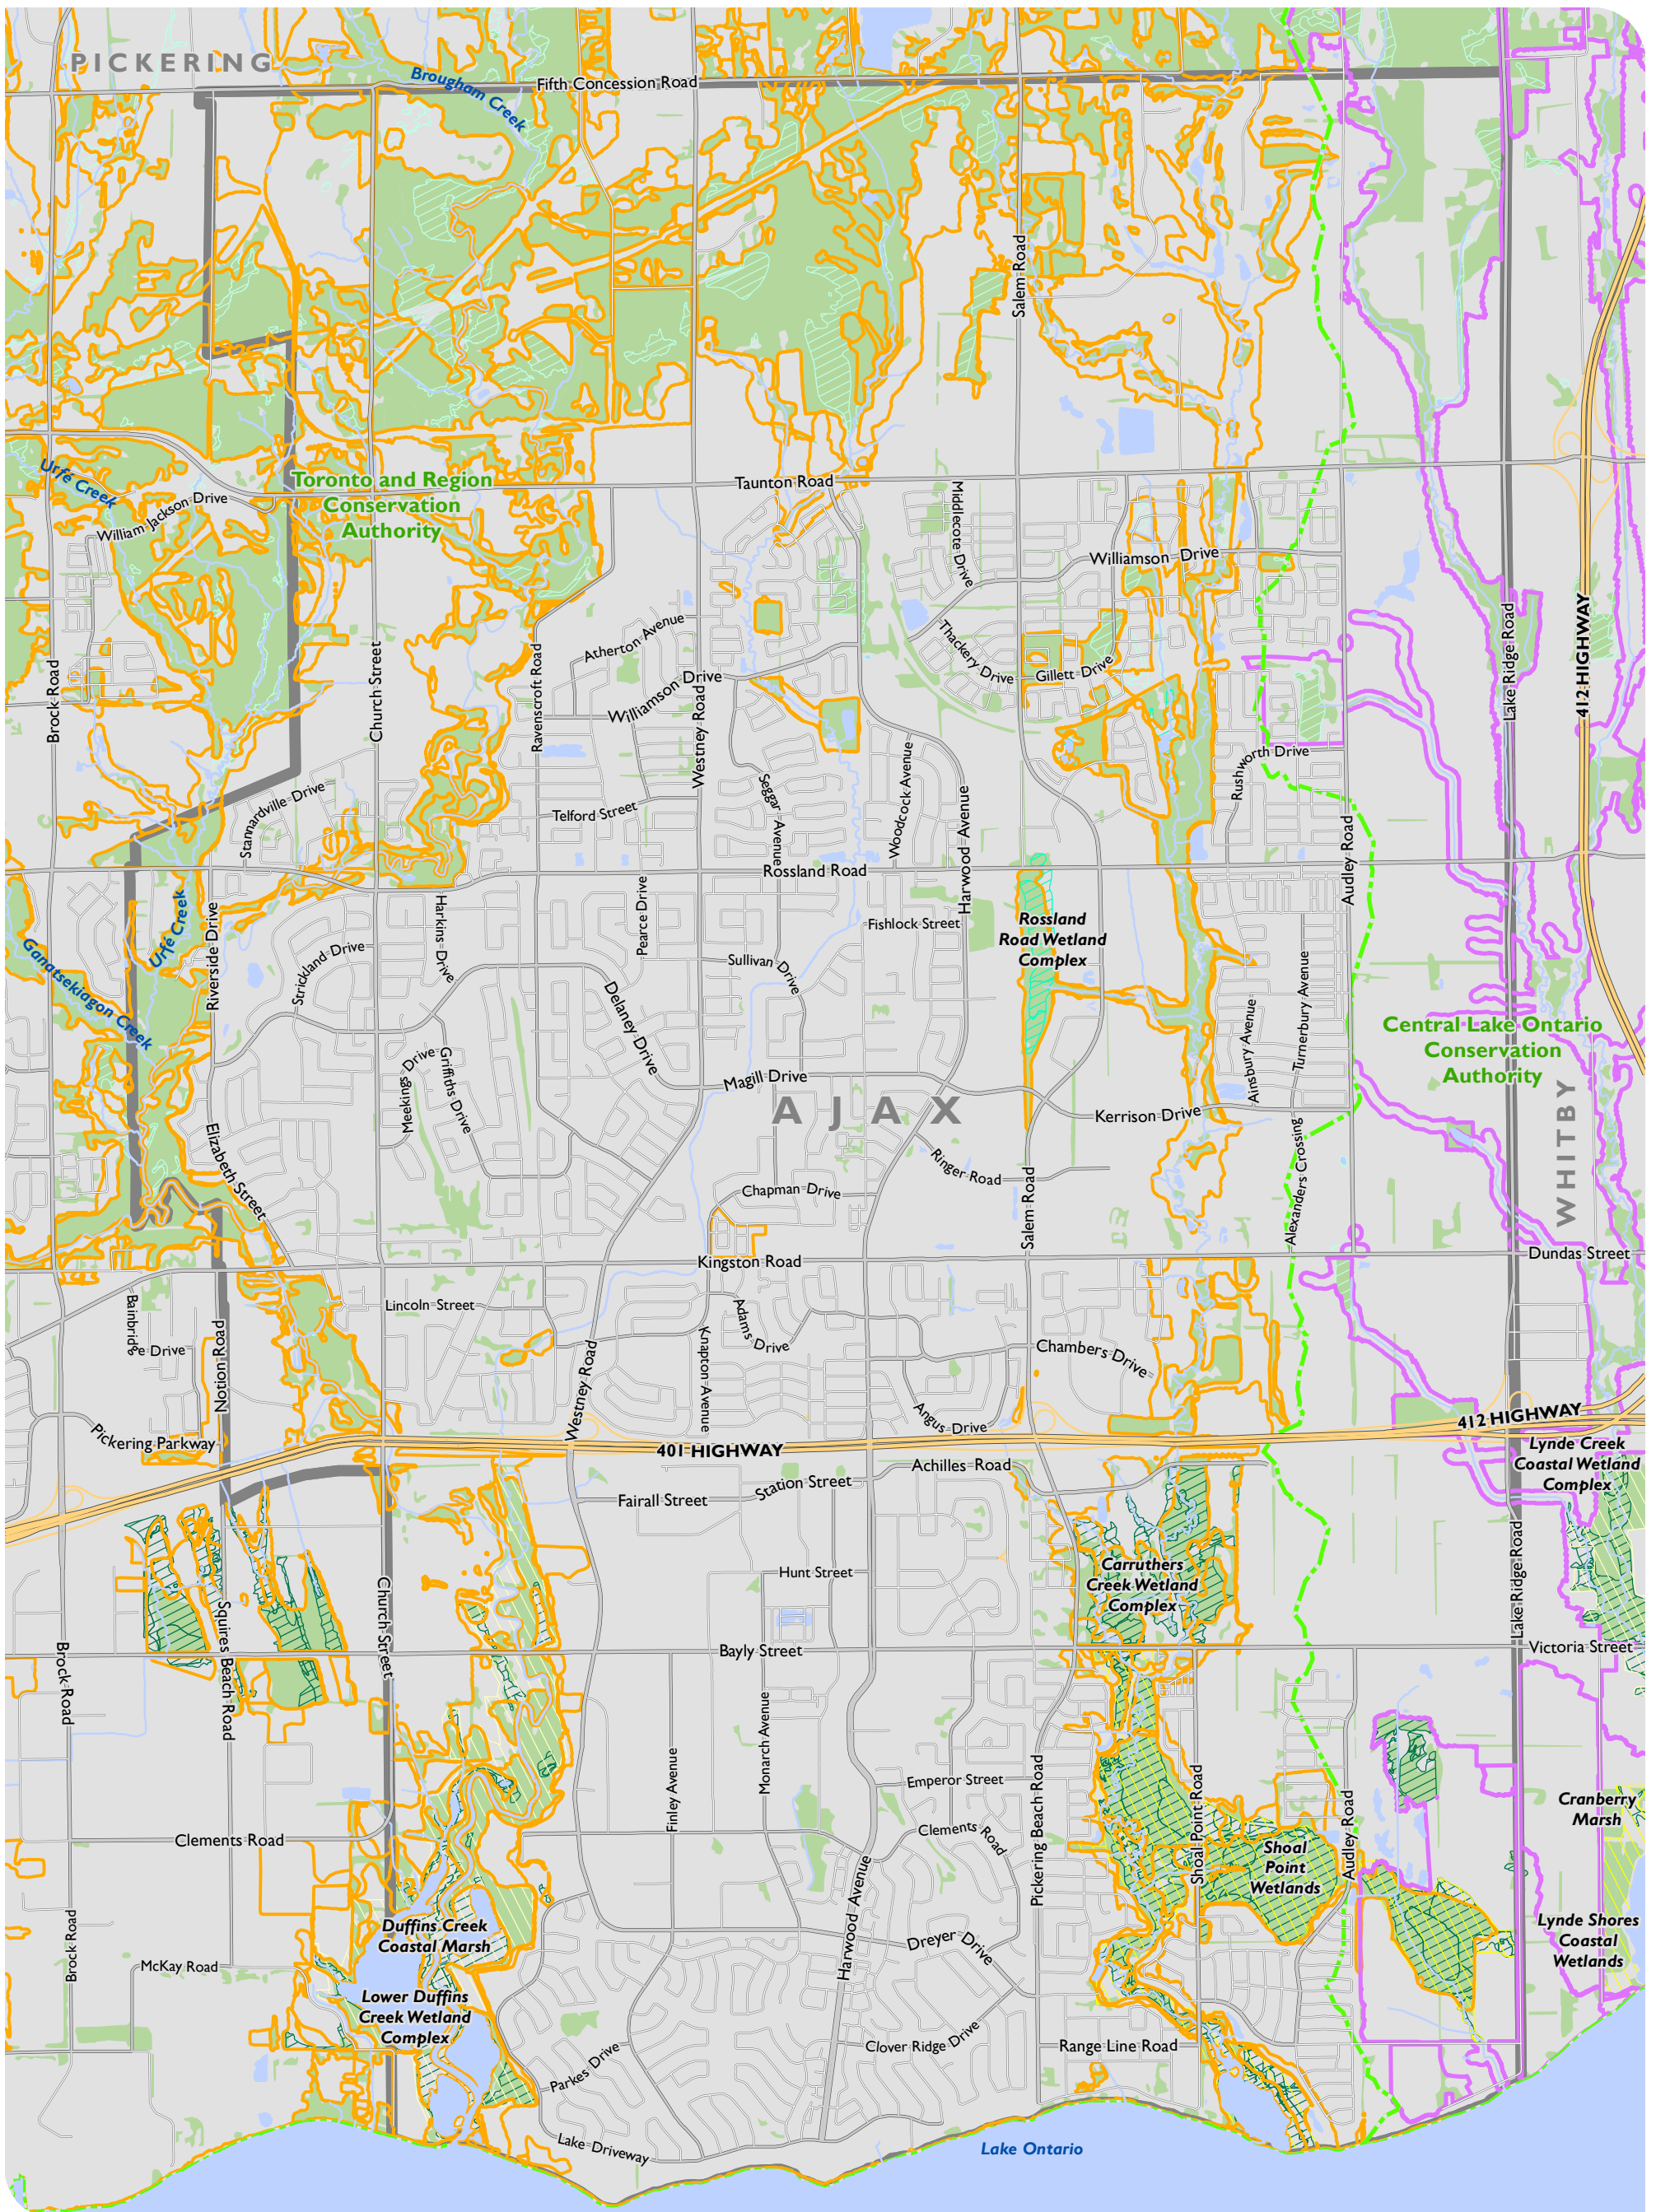 PICKERING
Brougham Creek
Fifth Concession Road
Salem Road
Urfé Creek
William Jackson Drive
Toronto and Region
Conservation
Authority
Taunton Road
Middlecote Drive
Williamson Drive
Brock Road
Church Street
Ravenscroft Road
Atherton Avenue
Williamson Drive
Westney Road
Thackery Drive
Gillett Drive
Lake Ridge Road
412 HIGHWAY
Rushworth Drive
Stannardville Drive
Telford Street
Seggar Avenue
Woodcock Avenue
Harwood Avenue
Audley Road
Rossland Road
Urfé Creek
Ganatsekiagon Creek
Riverside Drive
Strickland Drive
Harkins Drive
Pearce Drive
Sullivan Drive
Fishlock Street
Rossland
Road Wetland
Complex
Delaney Drive
Meekings Drive
Griffiths Drive
Magill Drive
AJAX
Kerrison Drive
Ainsbury Avenue
Turnerbury Avenue
Central Lake Ontario
Conservation
Authority
WHITBY
Elizabeth Street
Ringer Road
Chapman Drive
Salem Road
Alexanders Crossing
Kingston Road
Dundas Street
Bainbridge Drive
Notion Road
Lincoln Street
Westney Road
Knapton Avenue
Adams Drive
Chambers Drive
Angus Drive
Pickering Parkway
401 HIGHWAY
412 HIGHWAY
Lynde Creek
Coastal Wetland
Complex
Fairall Street
Station Street
Achilles Road
Hunt Street
Carruthers
Creek Wetland
Complex
Lake Ridge Road
Brock Road
Squires Beach Road
Church Street
Bayly Street
Victoria Street
Finley Avenue
Monarch Avenue
Emperor Street
Clements Road
Pickering Beach Road
Shoal Point Road
Audley Road
Cranberry
Marsh
Clements Road
Shoal
Point
Wetlands
Brock Road
McKay Road
Duffins Creek
Coastal Marsh
Lower Duffins
Creek Wetland
Complex
Harwood Avenue
Dreyer Drive
Lynde Shores
Coastal
Wetlands
Parkes Drive
Clover Ridge Drive
Range Line Road
Lake Driveway
Lake Ontario